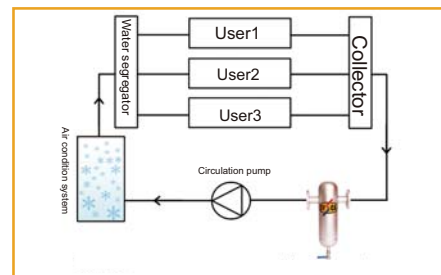 User1
User2
User3
Water segregator
Collector
Air condition system
Circulation pump